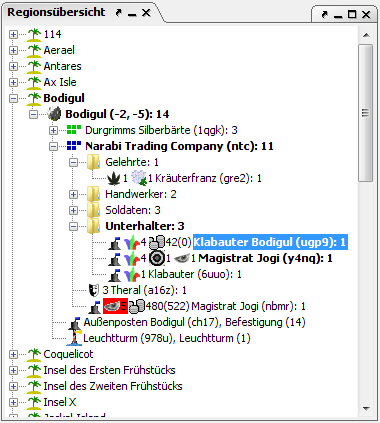 Regionsübersicht
114
Aerael
Antares
Ax Isle
Bodigul
Bodigul (-2, -5): 14
Durgrimms Silberbärte (1qgk): 3
Narabi Trading Company (ntc): 11
Gelehrte: 1
1 1 Kräuterfranz (gre2): 1
Handwerker: 2
Soldaten: 3
Unterhalter: 3
4 42(0) Klabauter Bodigul (ugp9): 1
4 1 1 Magistrat Jogi (y4nq): 1
1 Klabauter (6uuo): 1
3 Theral (a16z): 1
480(522) Magistrat Jogi (nbmr): 1
Außenposten Bodigul (ch17), Befestigung (14)
Leuchtturm (978u), Leuchtturm (1)
Coquelicot
Insel des Ersten Frühstücks
Insel des Zweiten Frühstücks
Insel X
Jackel Island